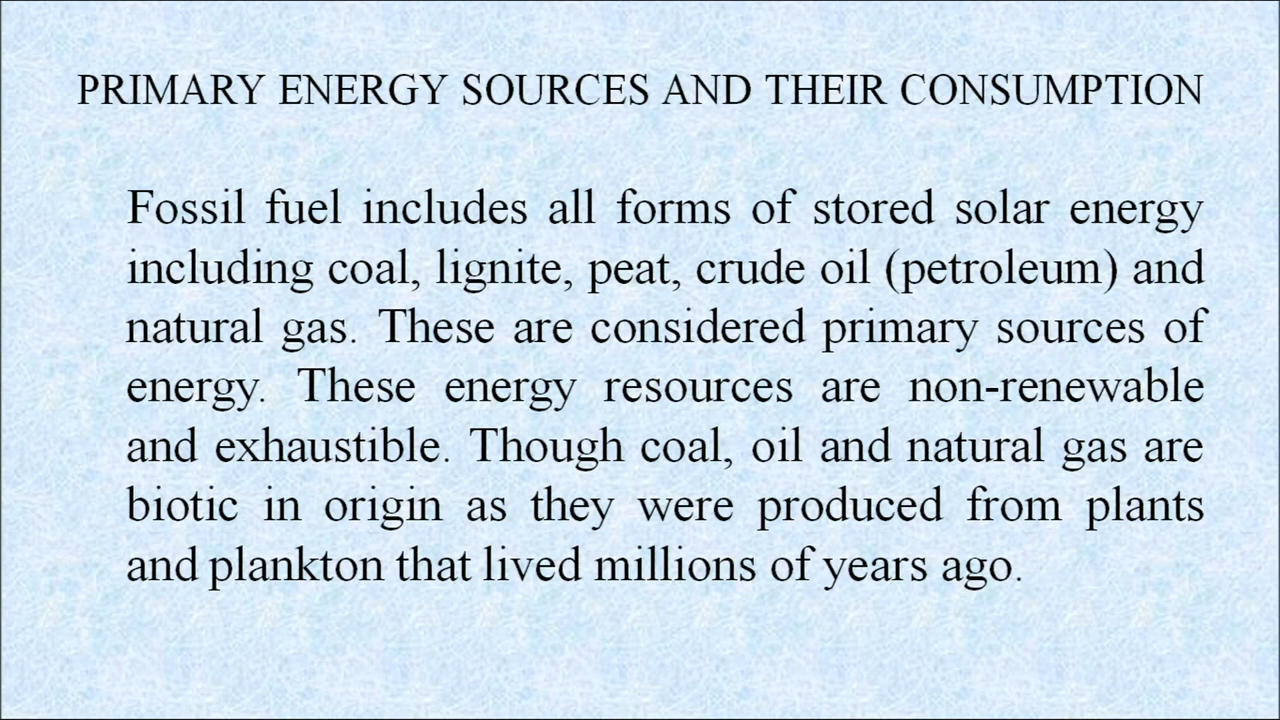 PRIMARY ENERGY SOURCES AND THEIR CONSUMPTION
Fossil fuel includes all forms of stored solar energy
including coal, lignite, peat, crude oil (petroleum) and
natural gas. These are considered primary sources of
energy. These energy resources are non-renewable
and exhaustible. Though coal, oil and natural gas are
biotic in origin as they were produced from plants
and plankton that lived millions of years ago.